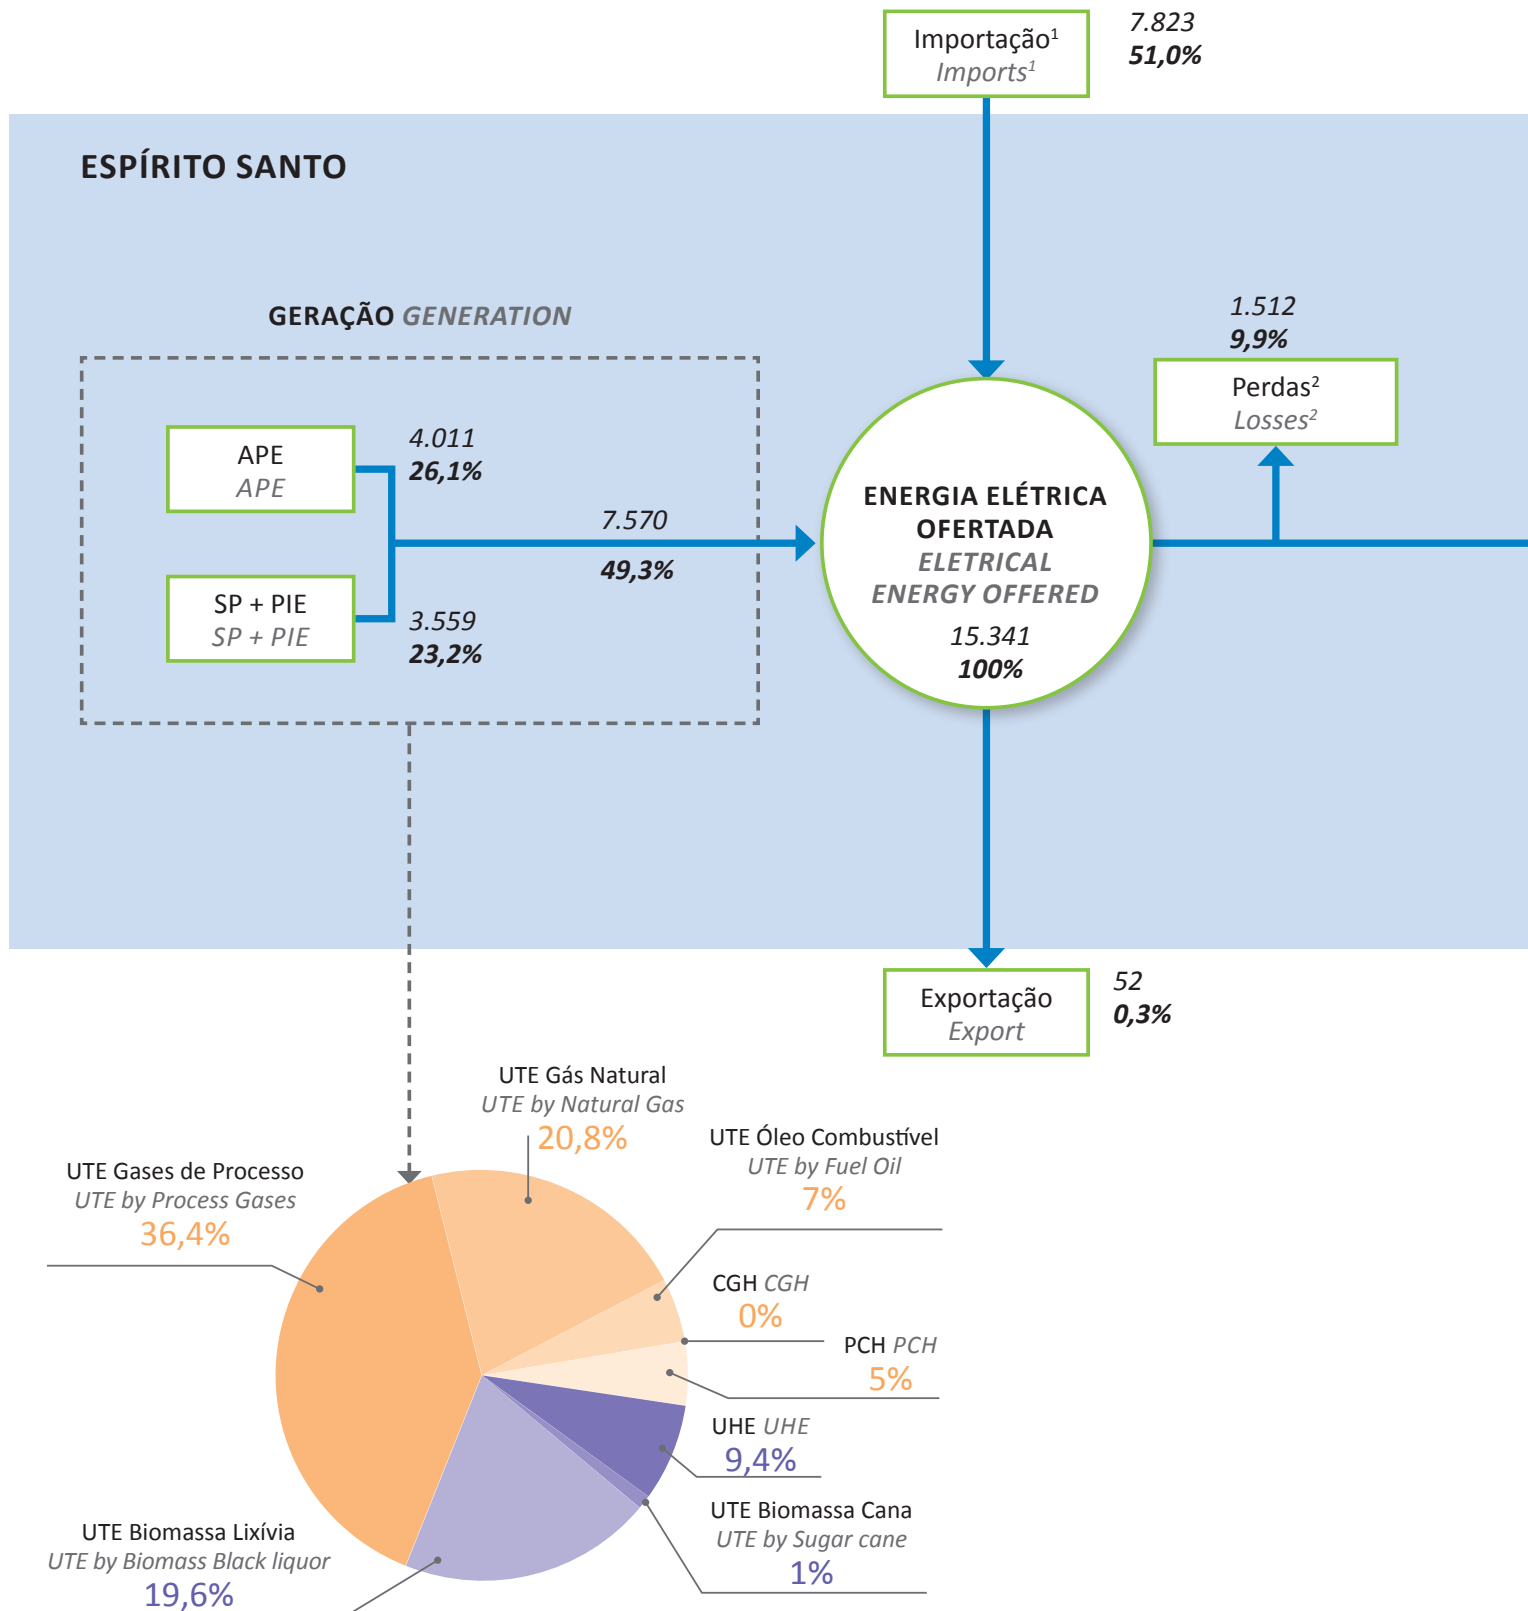 Importação¹
Imports¹
7.823
51,0%
ESPÍRITO SANTO
GERAÇÃO GENERATION
APE
APE
4.011
26,1%
SP + PIE
SP + PIE
3.559
23,2%
7.570
49,3%
ENERGIA ELÉTRICA
OFERTADA
ELETRICAL
ENERGY OFFERED
15.341
100%
1.512
9,9%
Perdas²
Losses²
Exportação
Export
52
0,3%
UTE Gás Natural
UTE by Natural Gas
20,8%
UTE Óleo Combustível
UTE by Fuel Oil
7%
UTE Gases de Processo
UTE by Process Gases
36,4%
CGH CGH
0%
PCH PCH
5%
UHE UHE
9,4%
UTE Biomassa Cana
UTE by Sugar cane
1%
UTE Biomassa Lixívia
UTE by Biomass Black liquor
19,6%